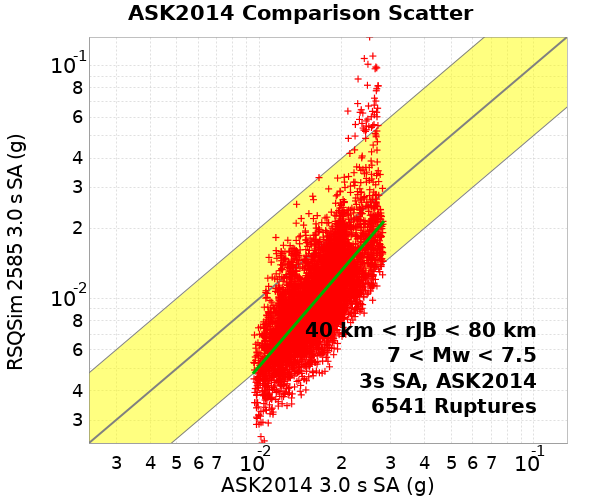 ASK2014 Comparison Scatter
RSQSim 2585 3.0 s SA (g)
10-1
8
6
4
3
2
10-2
8
6
4
3
40 km < rJB < 80 km
7 < Mw < 7.5
3s SA, ASK2014
6541 Ruptures
3 4 5 6 7 10-2 2 3 4 5 6 7 10-1
ASK2014 3.0 s SA (g)